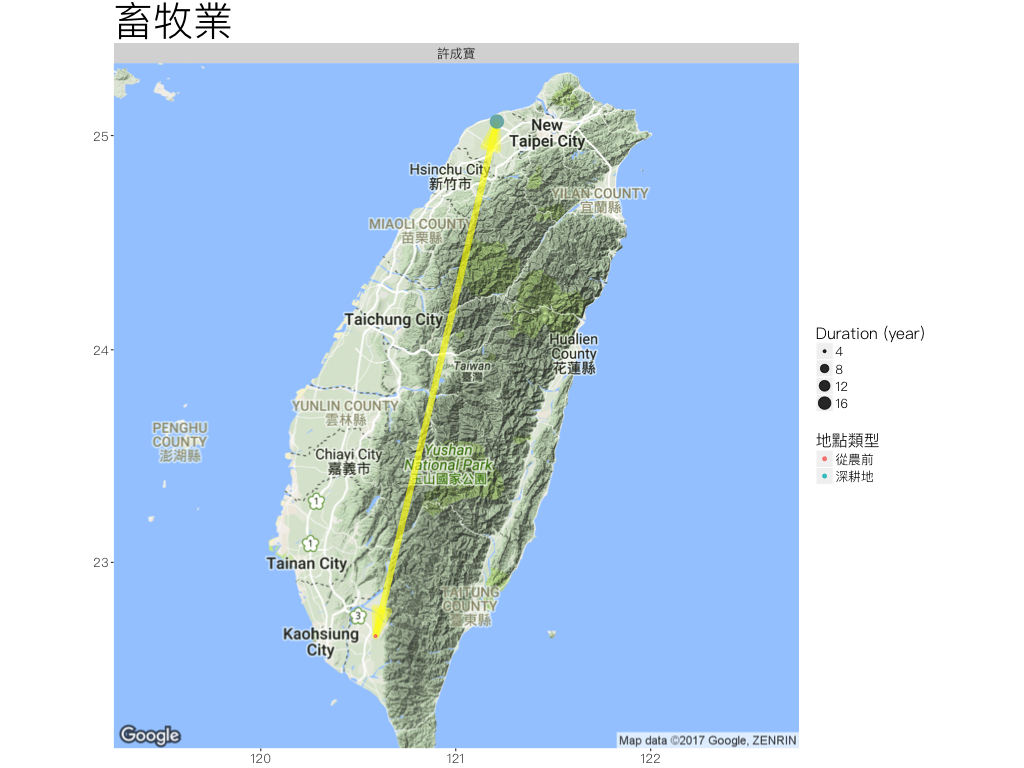 畜牧業
許成寶
25
24
23
120
121
122
New
Taipei City
Hsinchu City
新竹市
YILAN COUNTY
宜蘭縣
MIAOLI COUNTY
苗栗縣
Taichung City
Hualien
County
花蓮縣
Taiwan
臺灣
YUNLIN COUNTY
雲林縣
PENGHU
COUNTY
澎湖縣
Chiayi City
嘉義市
Yushan
National Park
玉山國家公園
1
1
Tainan City
TAITUNG
COUNTY
臺東縣
3
Kaohsiung
City
Google
Map data ©2017 Google, ZENRIN
Duration (year)
4
8
12
16
地點類型
從農前
深耕地